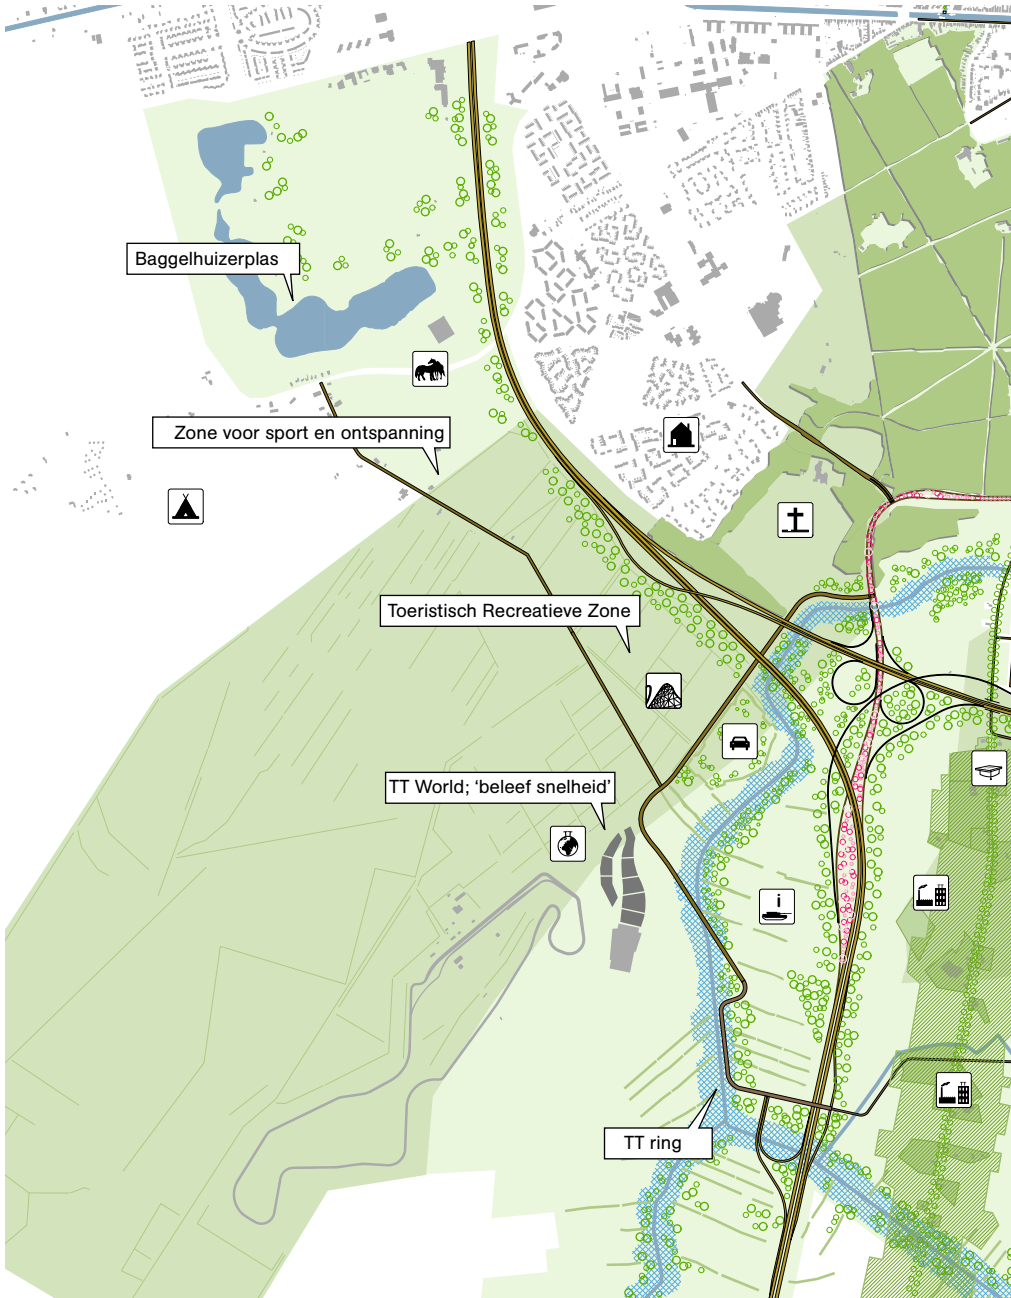 Baggelhuizerplas
Zone voor sport en ontspanning
Toeristisch Recreatieve Zone
TT World; ‘beleef snelheid’
i
TT ring